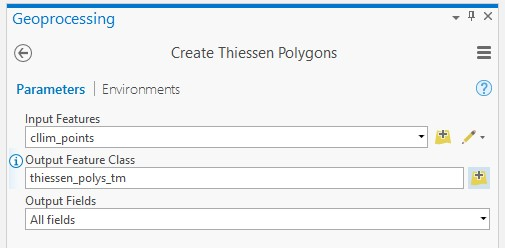 Geoprocessing
Create Thiessen Polygons
Parameters | Environments
Input Features
cllim_points
Output Feature Class
thiessen_polys_tm
Output Fields
All fields